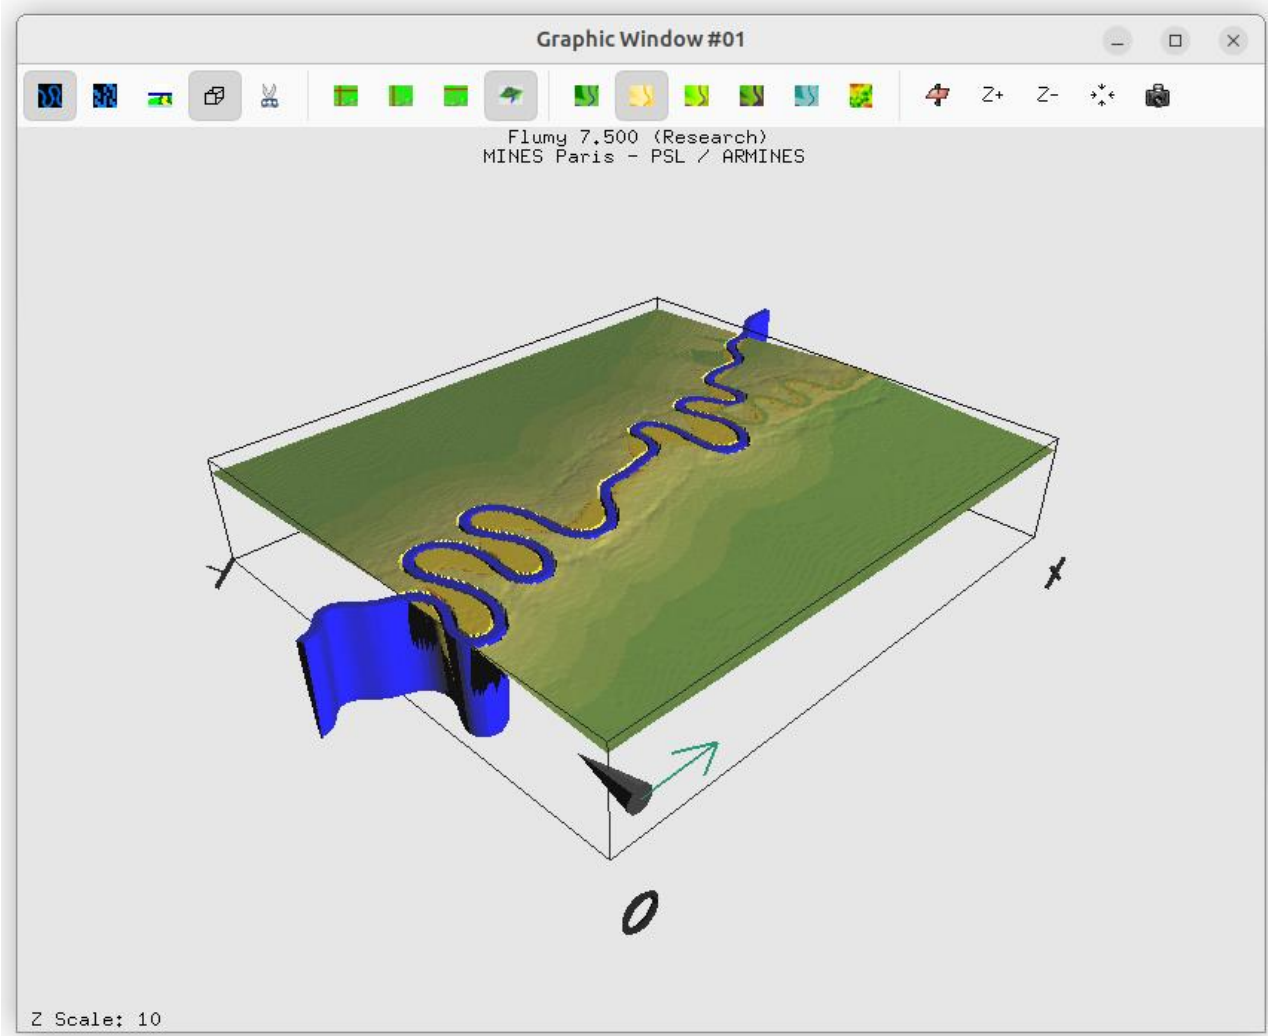 Graphic Window #01
Z+ Z-
Flumy 7.500 (Research)
MINES Paris - PSL / ARMINES
Y
X
O
Z Scale: 10